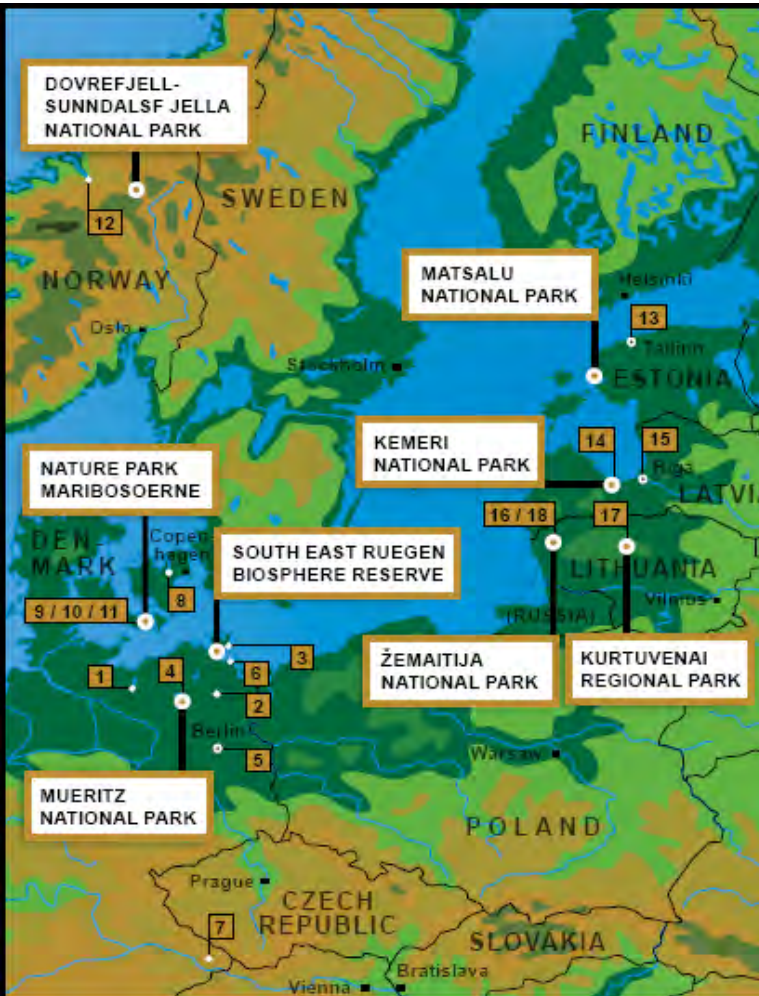 DOVREFJELL-
SUNNDALSF JELLA
NATIONAL PARK
FINLAND
SWEDEN
12
MATSALU
NATIONAL PARK
NORWAY
Helsinki
13
Oslo
Tallinn
Stockholm
ESTONIA
KEMERI
NATIONAL PARK
14
15
NATURE PARK
MARIBOSOERNE
Riga
LATVIA
16 / 18
17
DEN-
MARK
Copen-
hagen
SOUTH EAST RUEGEN
BIOSPHERE RESERVE
LITHUANIA
8
9 / 10 / 11
(RUSSIA)
Vilnius
3
1
4
6
ŽEMAITIJA
NATIONAL PARK
KURTUVENAI
REGIONAL PARK
2
Berlin
5
Warsaw
MUERITZ
NATIONAL PARK
POLAND
Prague
CZECH
REPUBLIC
7
SLOVAKIA
Bratislava
Vienna